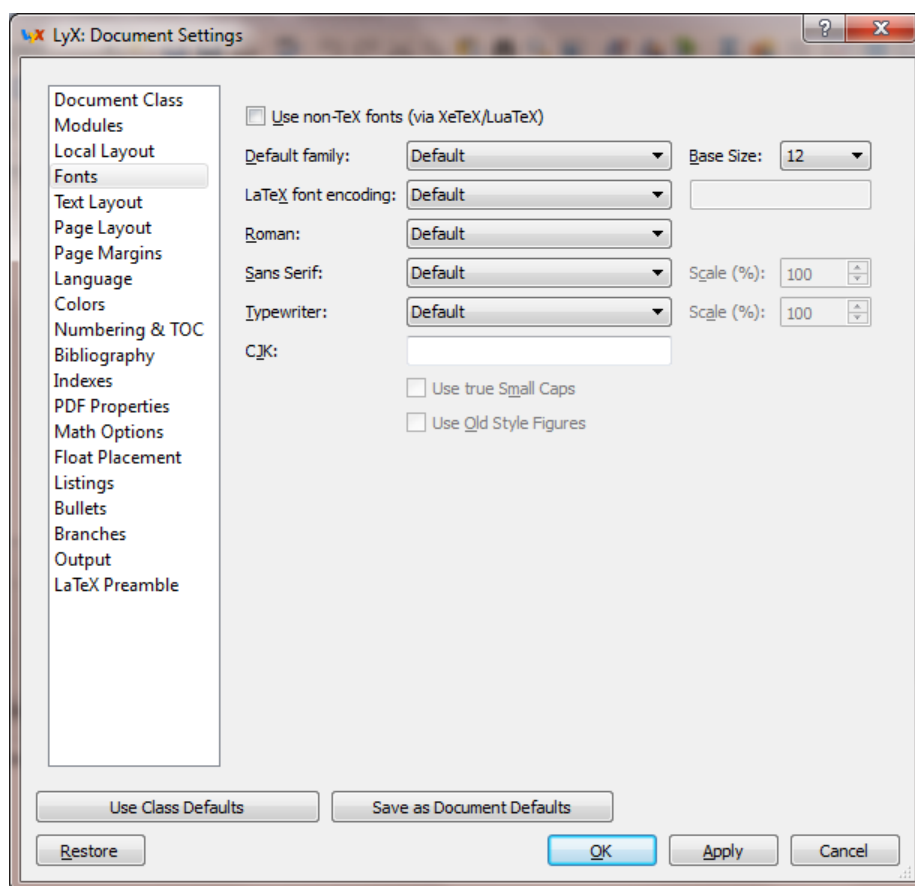 LyX: Document Settings
Document Class
Modules
Local Layout
Fonts
Text Layout
Page Layout
Page Margins
Language
Colors
Numbering & TOC
Bibliography
Indexes
PDF Properties
Math Options
Float Placement
Listings
Bullets
Branches
Output
LaTeX Preamble
Use non-TeX fonts (via XeTeX/LuaTeX)
Default family: Default Base Size: 12
LaTeX font encoding: Default
Roman: Default
Sans Serif: Default Scale (%): 100
Typewriter: Default Scale (%): 100
CJK:
Use true Small Caps
Use Old Style Figures
Use Class Defaults Save as Document Defaults
Restore OK Apply Cancel